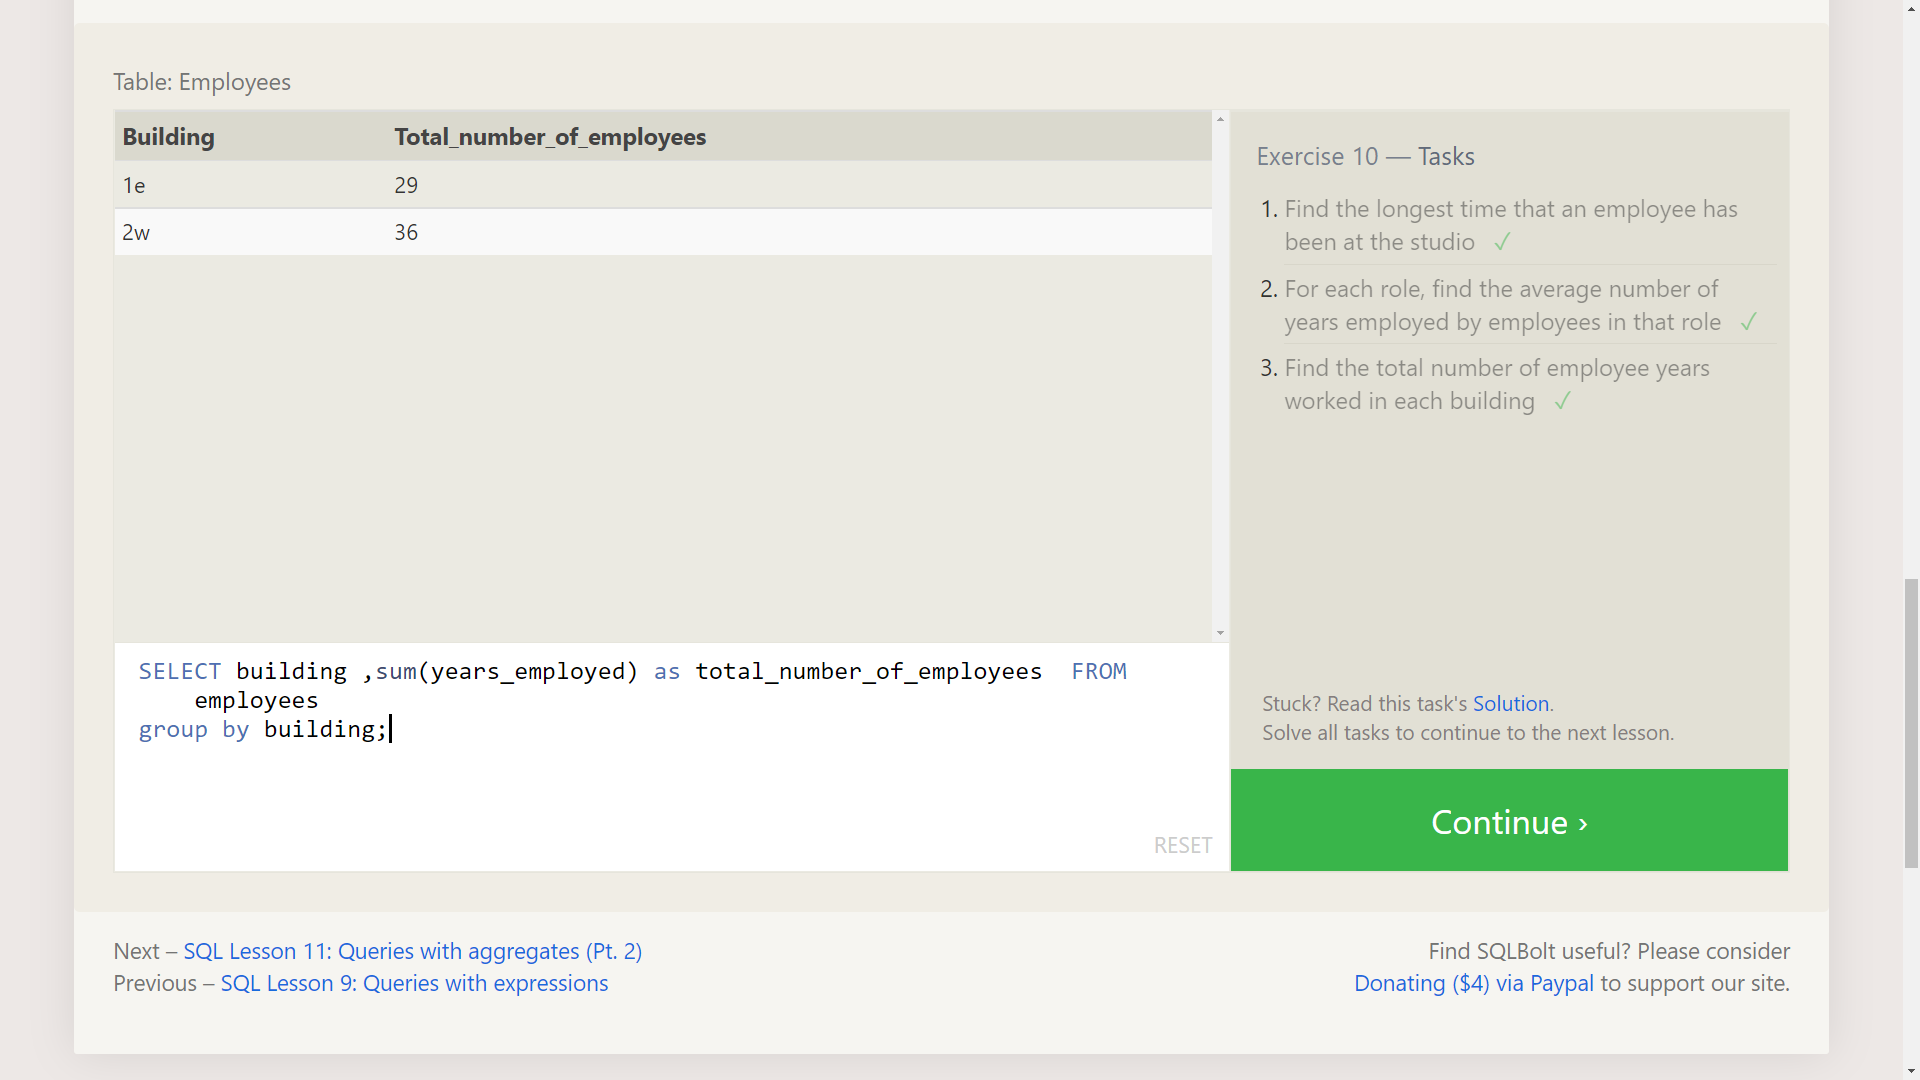 Table: Employees
Building Total_number_of_employees
1e 29
2w 36
SELECT building ,sum(years_employed) as total_number_of_employees  FROM
employees
group by building;
RESET
Exercise 10 — Tasks
1. Find the longest time that an employee has
been at the studio ✓
2. For each role, find the average number of
years employed by employees in that role ✓
3. Find the total number of employee years
worked in each building ✓
Stuck? Read this task's Solution.
Solve all tasks to continue to the next lesson.
Continue ›
Next – SQL Lesson 11: Queries with aggregates (Pt. 2)
Previous – SQL Lesson 9: Queries with expressions
Find SQLBolt useful? Please consider
Donating ($4) via Paypal to support our site.